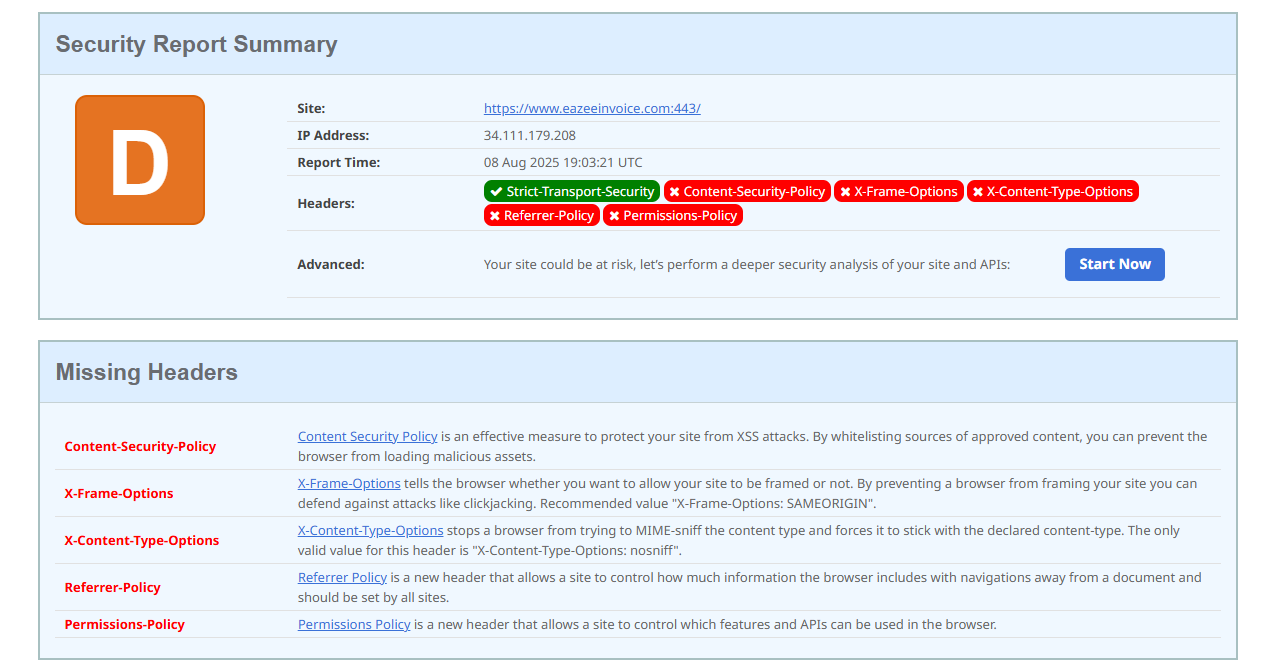 Security Report Summary
D
Site: https://www.eazeeinvoice.com:443/
IP Address: 34.111.179.208
Report Time: 08 Aug 2025 19:03:21 UTC
Headers: Strict-Transport-Security Content-Security-Policy X-Frame-Options X-Content-Type-Options
Referrer-Policy Permissions-Policy
Advanced: Your site could be at risk, let's perform a deeper security analysis of your site and APIs: Start Now
Missing Headers
Content-Security-Policy Content Security Policy is an effective measure to protect your site from XSS attacks. By whitelisting sources of approved content, you can prevent the
browser from loading malicious assets.
X-Frame-Options X-Frame-Options tells the browser whether you want to allow your site to be framed or not. By preventing a browser from framing your site you can
defend against attacks like clickjacking. Recommended value "X-Frame-Options: SAMEORIGIN".
X-Content-Type-Options X-Content-Type-Options stops a browser from trying to MIME-sniff the content type and forces it to stick with the declared content-type. The only
valid value for this header is "X-Content-Type-Options: nosniff".
Referrer-Policy Referrer Policy is a new header that allows a site to control how much information the browser includes with navigations away from a document and
should be set by all sites.
Permissions-Policy Permissions Policy is a new header that allows a site to control which features and APIs can be used in the browser.